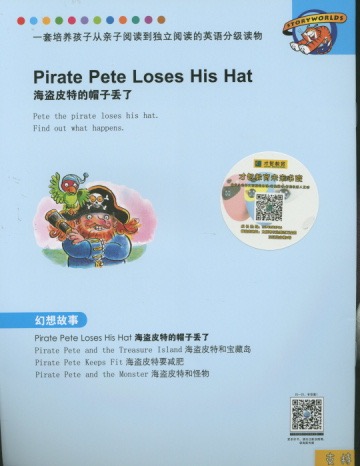 STORYWORLDS
一套培养孩子从亲子阅读到独立阅读的英语分级读物
Pirate Pete Loses His Hat
海盗皮特的帽子丢了
Pete the pirate loses his hat.
Find out what happens.
幻想故事
Pirate Pete Loses His Hat 海盗皮特的帽子丢了
Pirate Pete and the Treasure Island 海盗皮特和宝藏岛
Pirate Pete Keeps Fit 海盗皮特要减肥
Pirate Pete and the Monster 海盗皮特和怪物